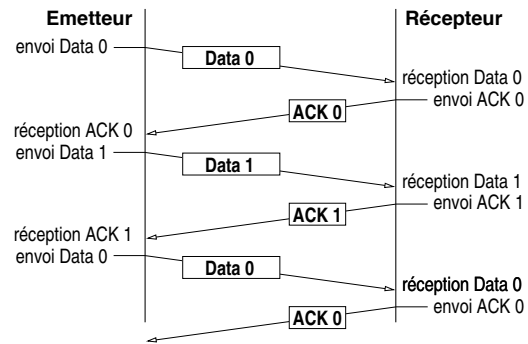 Emetteur Récepteur
envoi Data 0
Data 0
réception Data 0
envoi ACK 0
ACK 0
réception ACK 0
envoi Data 1
Data 1
réception Data 1
envoi ACK 1
ACK 1
réception ACK 1
envoi Data 0
Data 0
réception Data 0
envoi ACK 0
ACK 0